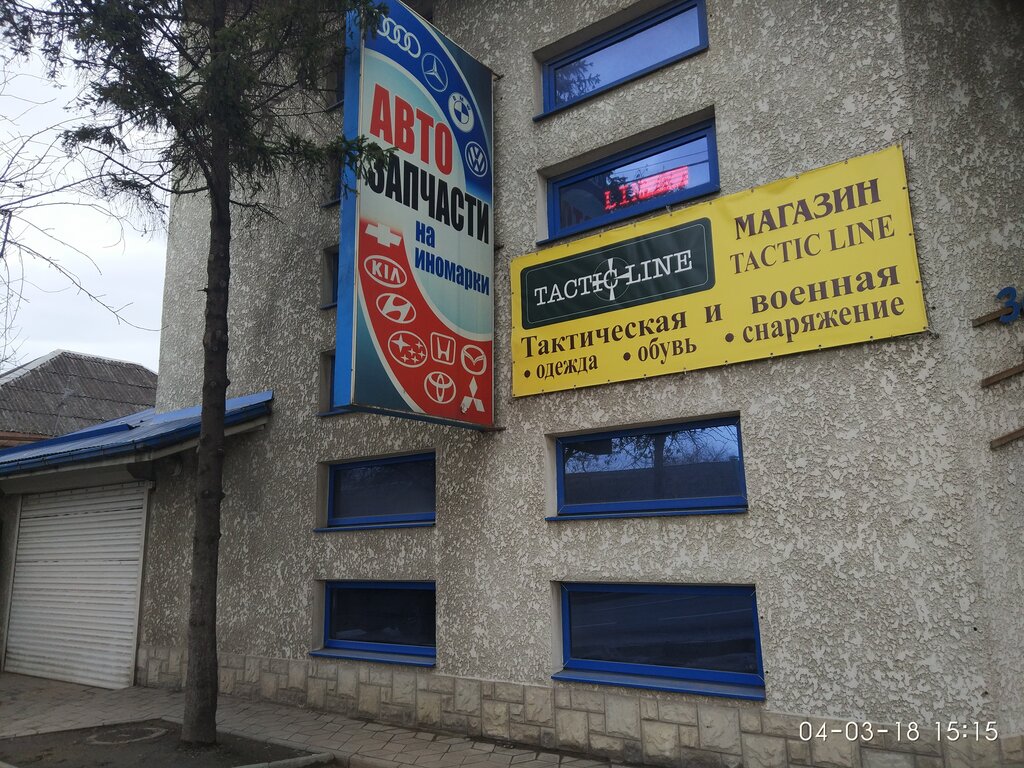 АВТО
ЗАПЧАСТИ
на
иномарки
KIA
TACTIC LINE
МАГАЗИН
TACTIC LINE
Тактическая и военная
• одежда • обувь • снаряжение
04-03-18 15:15